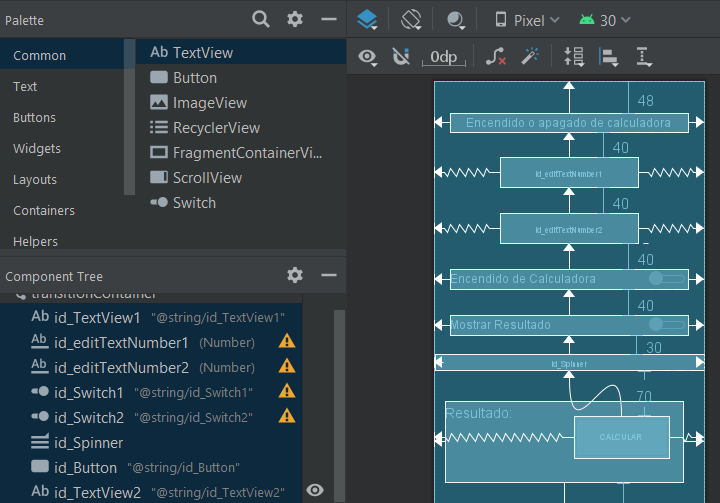 Palette
Pixel
30
Common
Text
Buttons
Widgets
Layouts
Containers
Helpers
Ab TextView
Button
ImageView
RecyclerView
FragmentContainerVi...
ScrollView
Switch
0dp
Component Tree
transitionContainer
Ab id_TextView1 "@string/id_TextView1"
Ab id_editTextNumber1 (Number)
Ab id_editTextNumber2 (Number)
id_Switch1 "@string/id_Switch1"
id_Switch2 "@string/id_Switch2"
id_Spinner
id_Button "@string/id_Button"
Ab id_TextView2 "@string/id_TextView2"
48
Encendido o apagado de calculadora
40
id_editTextNumber1
40
id_editTextNumber2
40
Encendido de Calculadora
40
Mostrar Resultado
30
id_Spinner
70
Resultado:
CALCULAR